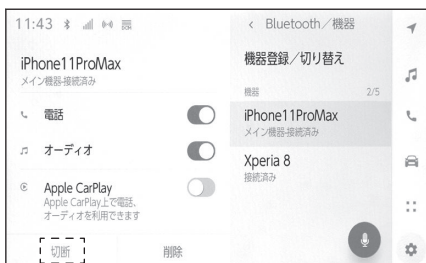 11:43
iPhone11ProMax
メイン機器-接続済み
電話
オーディオ
Apple CarPlay
Apple CarPlay上で電話、
オーディオを利用できます
切断
削除
< Bluetooth／機器
機器登録／切り替え
機器 2/5
iPhone11ProMax
メイン機器-接続済み
Xperia 8
接続済み